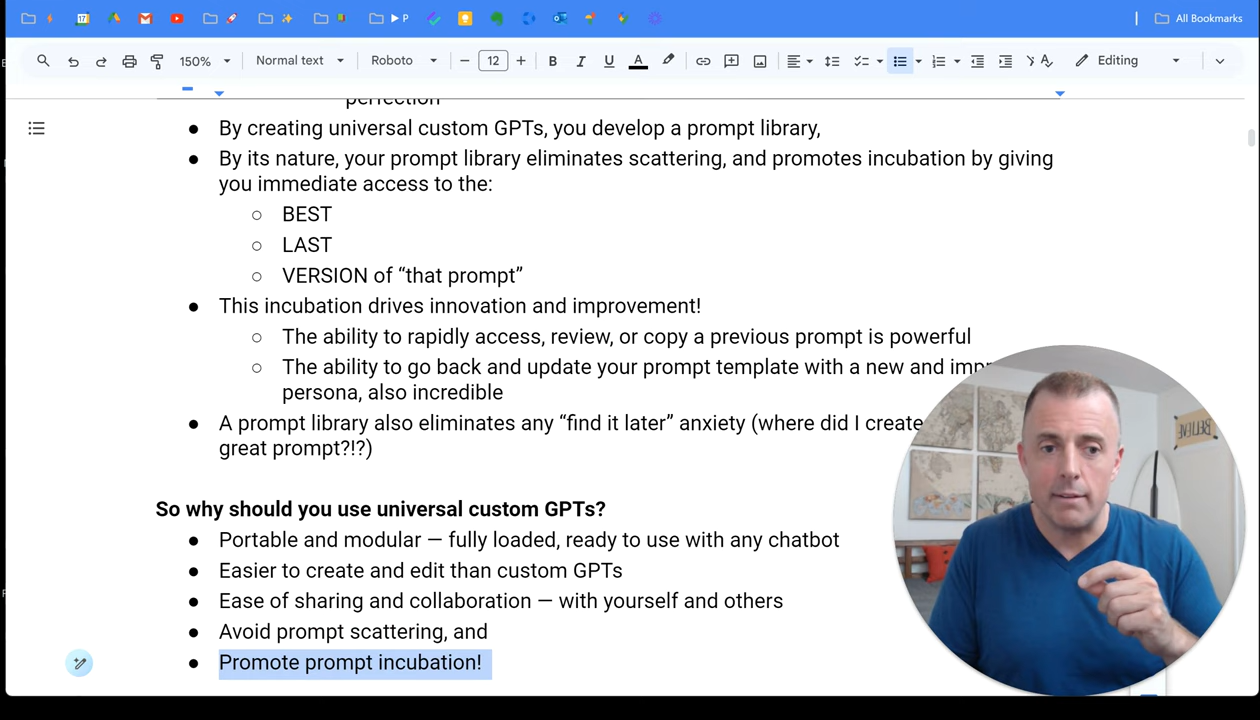 All Bookmarks
150%
Normal text
Roboto
12
Editing
perfection
● By creating universal custom GPTs, you develop a prompt library,
● By its nature, your prompt library eliminates scattering, and promotes incubation by giving
you immediate access to the:
○ BEST
○ LAST
○ VERSION of “that prompt”
● This incubation drives innovation and improvement!
○ The ability to rapidly access, review, or copy a previous prompt is powerful
○ The ability to go back and update your prompt template with a new and
persona, also incredible
● A prompt library also eliminates any “find it later” anxiety (where did I create
great prompt?!?)
So why should you use universal custom GPTs?
● Portable and modular — fully loaded, ready to use with any chatbot
● Easier to create and edit than custom GPTs
● Ease of sharing and collaboration — with yourself and others
● Avoid prompt scattering, and
● Promote prompt incubation!